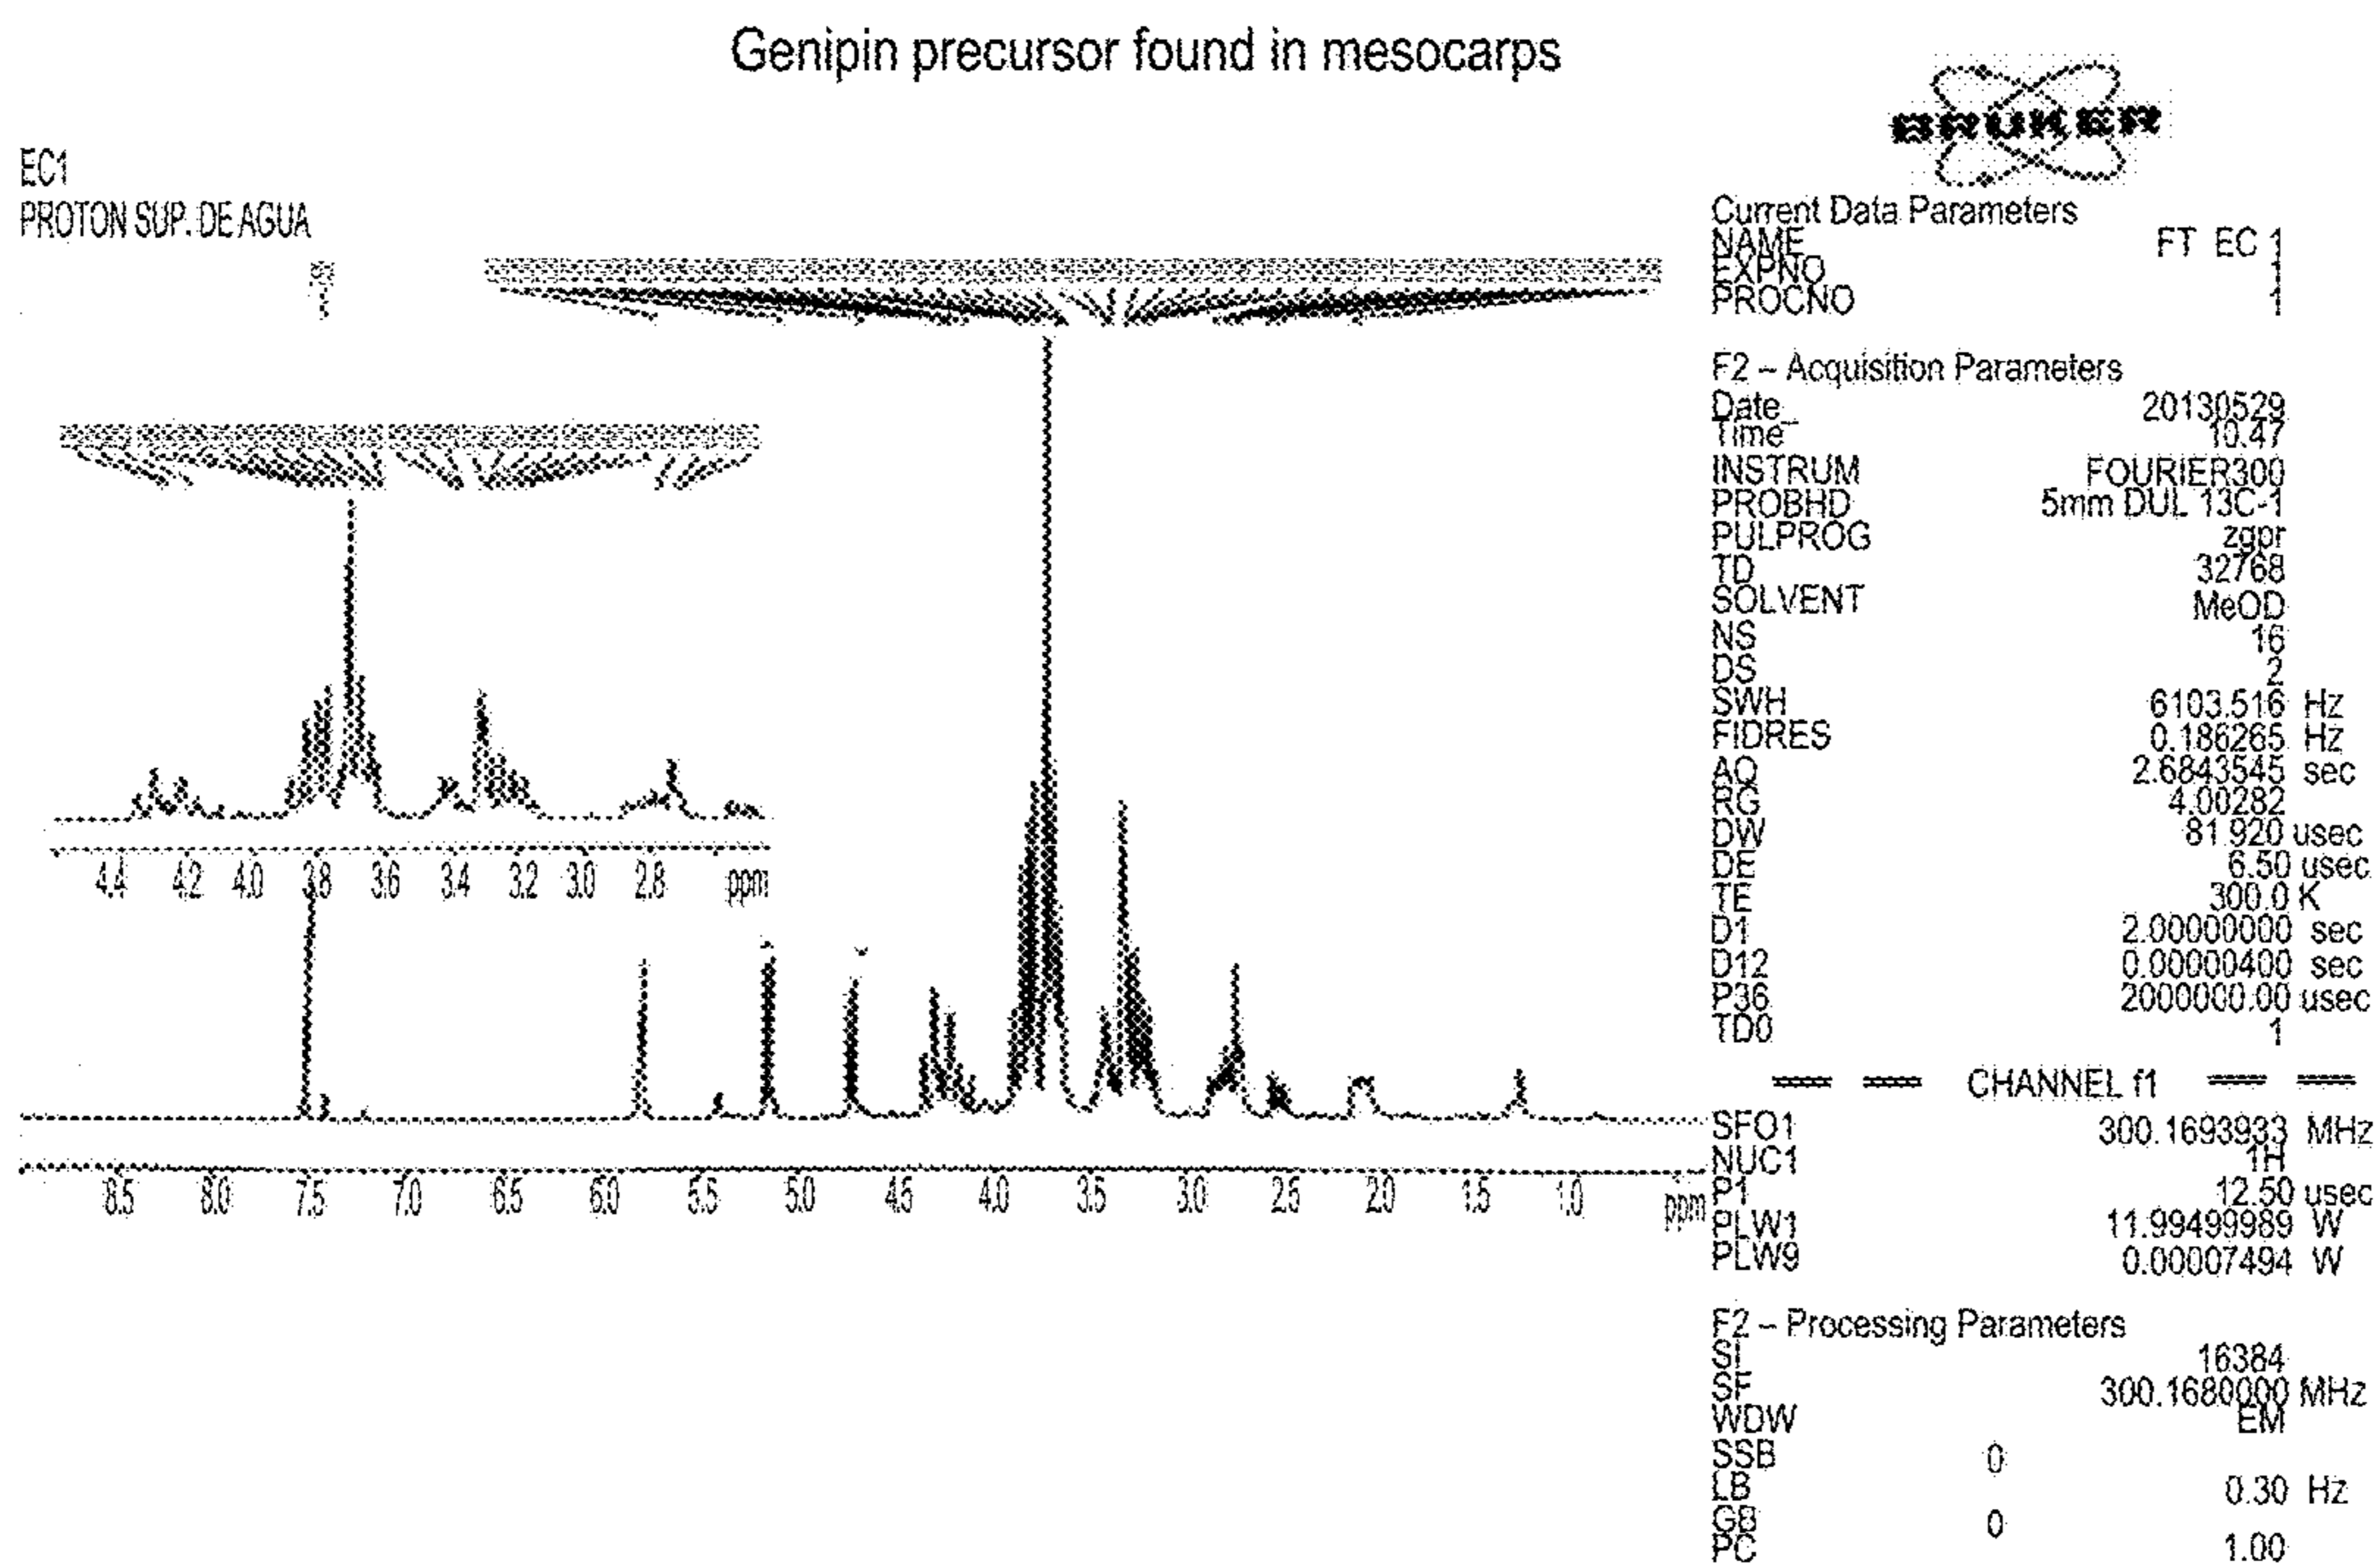 Genipin precursor found in mesocarps
BRUKER
EC1
PROTON SUP. DE AGUA
Current Data Parameters
NAME FT EC 1
EXPNO 1
PROCNO 1
F2 – Acquisition Parameters
Date_ 20130529
Time 10.47
INSTRUM FOURIER300
PROBHD 5mm DUL 13C-1
PULPROG zgpr
TD 32768
SOLVENT MeOD
NS 16
DS 2
SWH 6103.516 Hz
FIDRES 0.186265 Hz
AQ 2.6843545 sec
RG 4.00282
DW 81.920 usec
DE 6.50 usec
TE 300.0 K
D1 2.00000000 sec
D12 0.00000400 sec
P36 2000000.00 usec
TD0 1
4.4 4.2 4.0 3.8 3.6 3.4 3.2 3.0 2.8 ppm
CHANNEL f1
SFO1 300.1693933 MHz
NUC1 1H
P1 12.50 usec
PLW1 11.99499989 W
PLW9 0.00007494 W
8.5 8.0 7.5 7.0 6.5 6.0 5.5 5.0 4.5 4.0 3.5 3.0 2.5 2.0 1.5 1.0 ppm
F2 – Processing Parameters
SI 16384
SF 300.1680000 MHz
WDW EM
SSB 0
LB 0.30 Hz
GB 0
PC 1.00